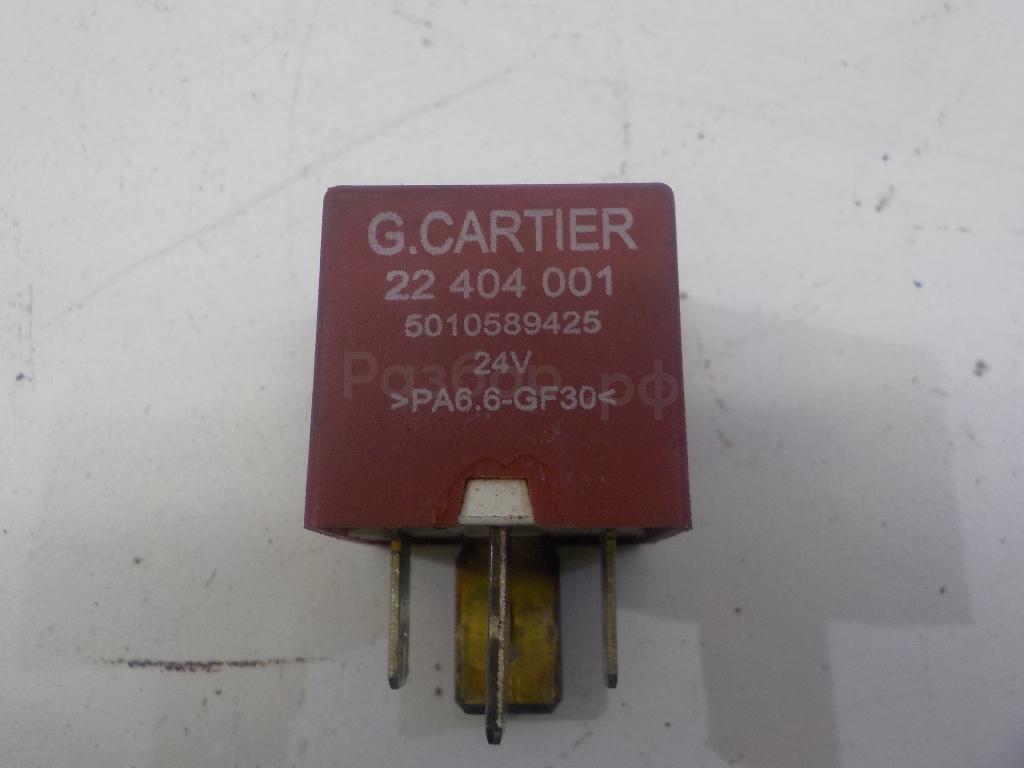 G.CARTIER
22 404 001
5010589425
24V
Разбор.рф
>PA6.6-GF30<